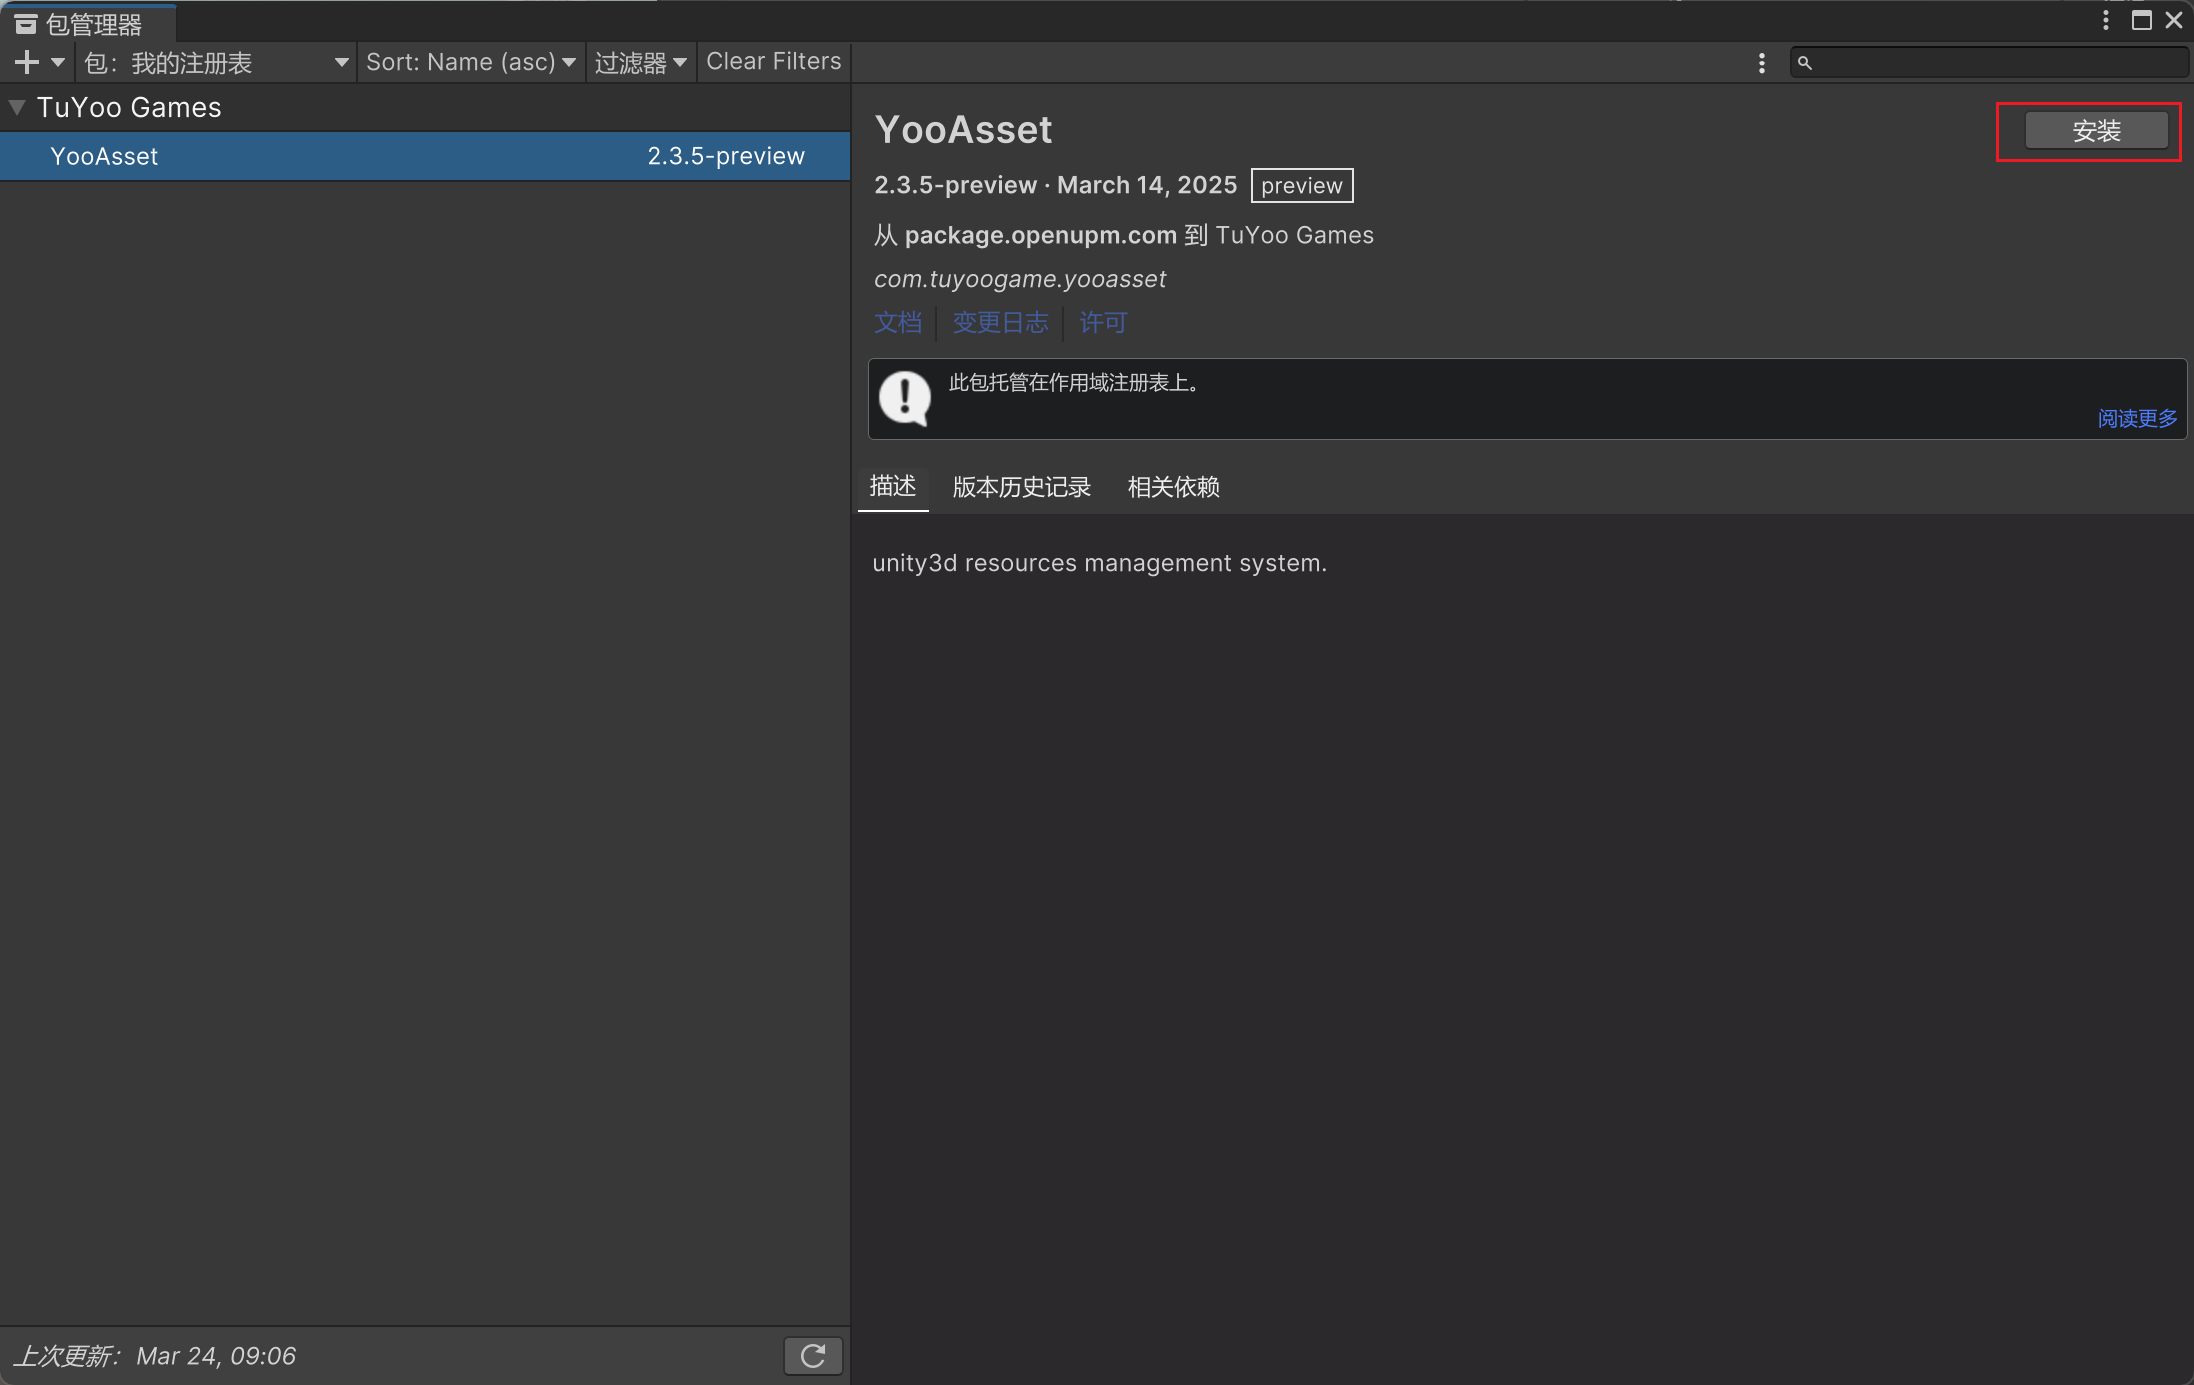 包管理器
包：我的注册表
Sort: Name (asc)
过滤器
Clear Filters
TuYoo Games
YooAsset 2.3.5-preview
YooAsset
安装
2.3.5-preview · March 14, 2025 preview
从 package.openupm.com 到 TuYoo Games
com.tuyoogame.yooasset
文档
变更日志
许可
此包托管在作用域注册表上。
阅读更多
描述
版本历史记录
相关依赖
unity3d resources management system.
上次更新：Mar 24, 09:06